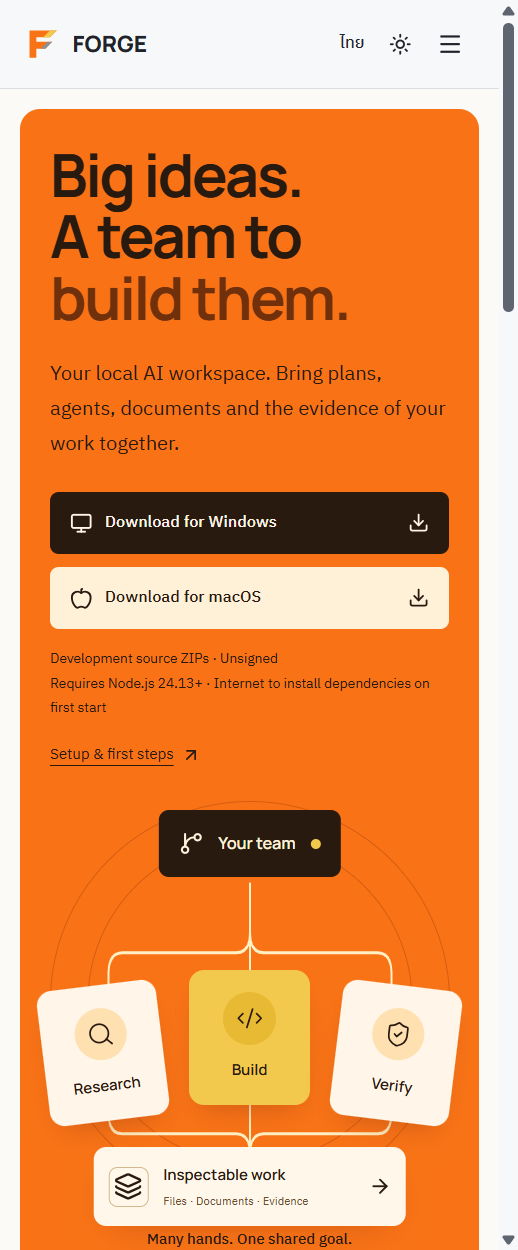 FORGE
ไทย
Big ideas.
A team to
build them.
Your local AI workspace. Bring plans,
agents, documents and the evidence of your
work together.
Download for Windows
Download for macOS
Development source ZIPs · Unsigned
Requires Node.js 24.13+ · Internet to install dependencies on
first start
Setup & first steps
Your team
Research
Build
Verify
Inspectable work
Files · Documents · Evidence
Many hands. One shared goal.